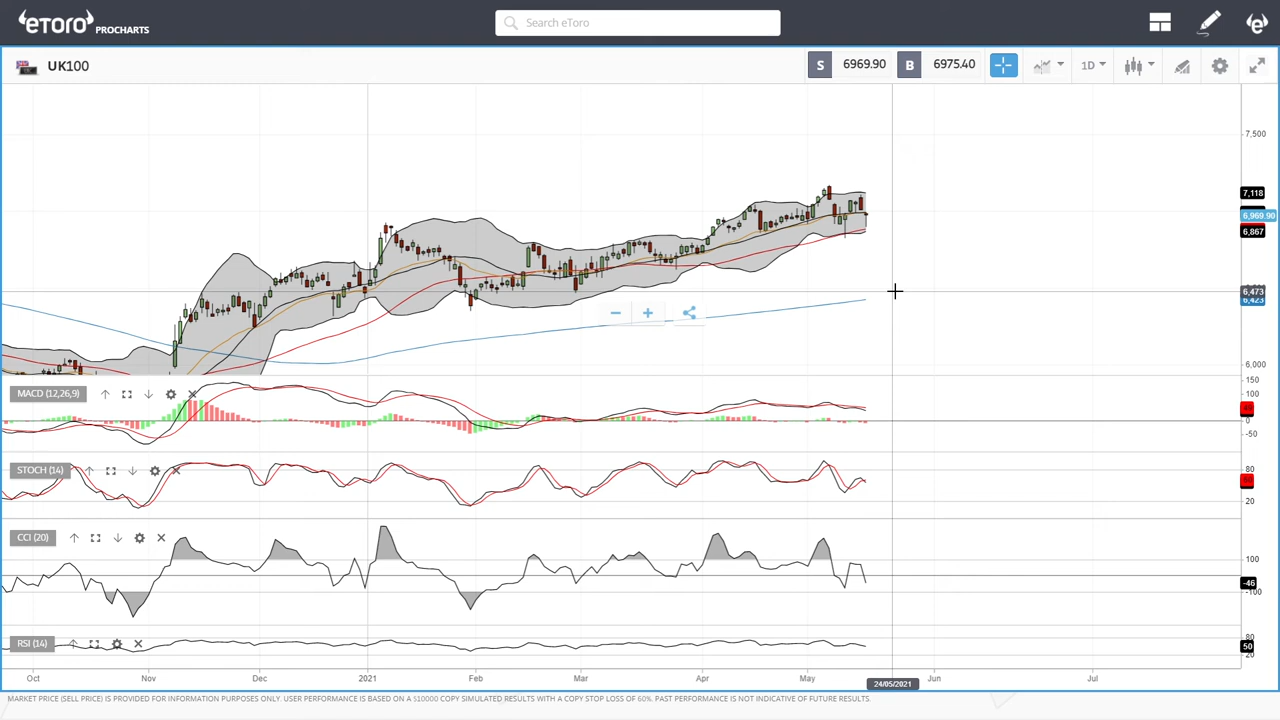 eToro PROCHARTS
Search eToro
UK100
S 6969.90 B 6975.40
1D
7,500
7,118
6,969.90
6,867
6,473
6,423
6,000
MACD (12,26,9)
150
100
0
-50
STOCH (14)
80
20
CCI (20)
100
-46
-100
RSI (14)
80
50
20
Oct Nov Dec 2021 Feb Mar Apr May Jun Jul
24/05/2021
MARKET PRICE (SELL PRICE) IS PROVIDED FOR INFORMATION PURPOSES ONLY. USER PERFORMANCE IS BASED ON A $10000 COPY SIMULATED RESULTS WITH A COPY STOP LOSS OF 60%. PAST PERFORMANCE IS NOT INDICATIVE OF FUTURE RESULTS.